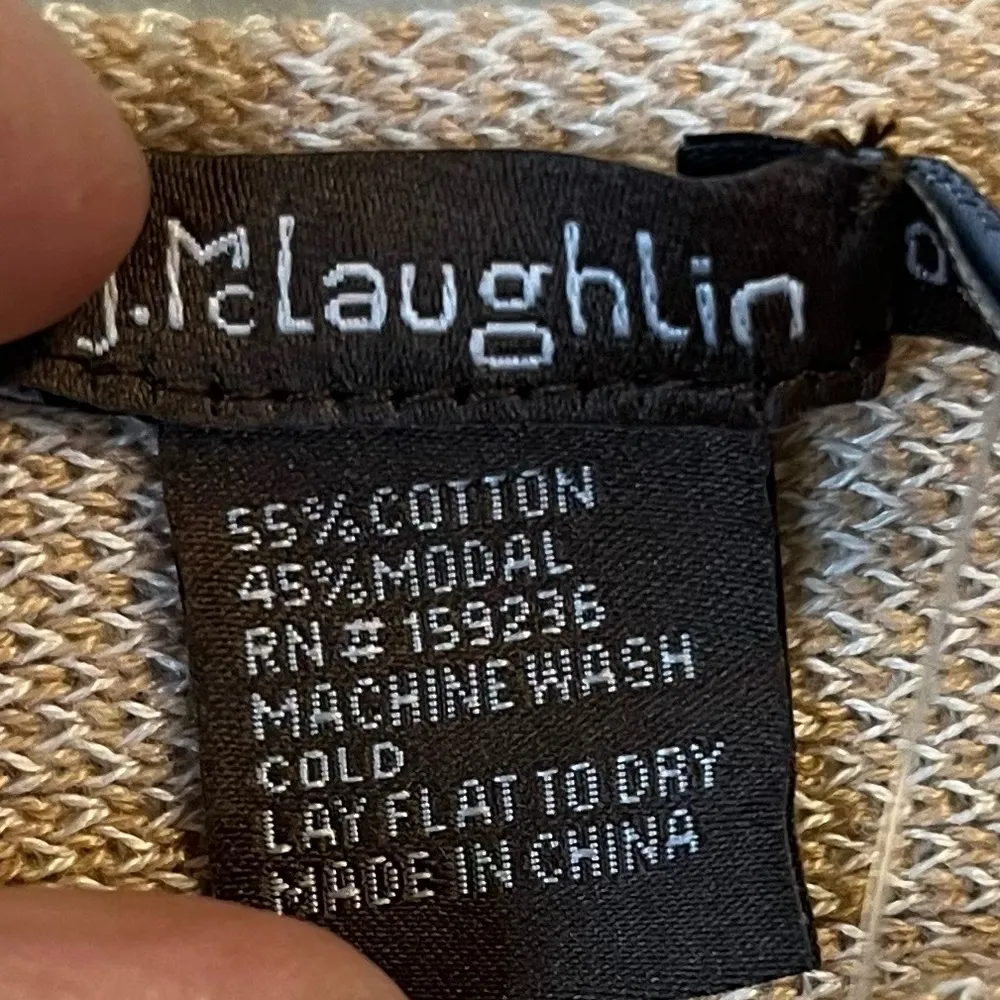 J.McLaughlin
55% COTTON
45% MODAL
RN # 159236
MACHINE WASH
COLD
LAY FLAT TO DRY
MADE IN CHINA